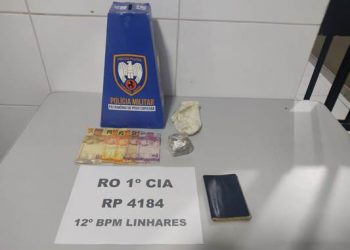 POLÍCIA MILITAR
RO 1º CIA
RP 4184
12º BPM LINHARES